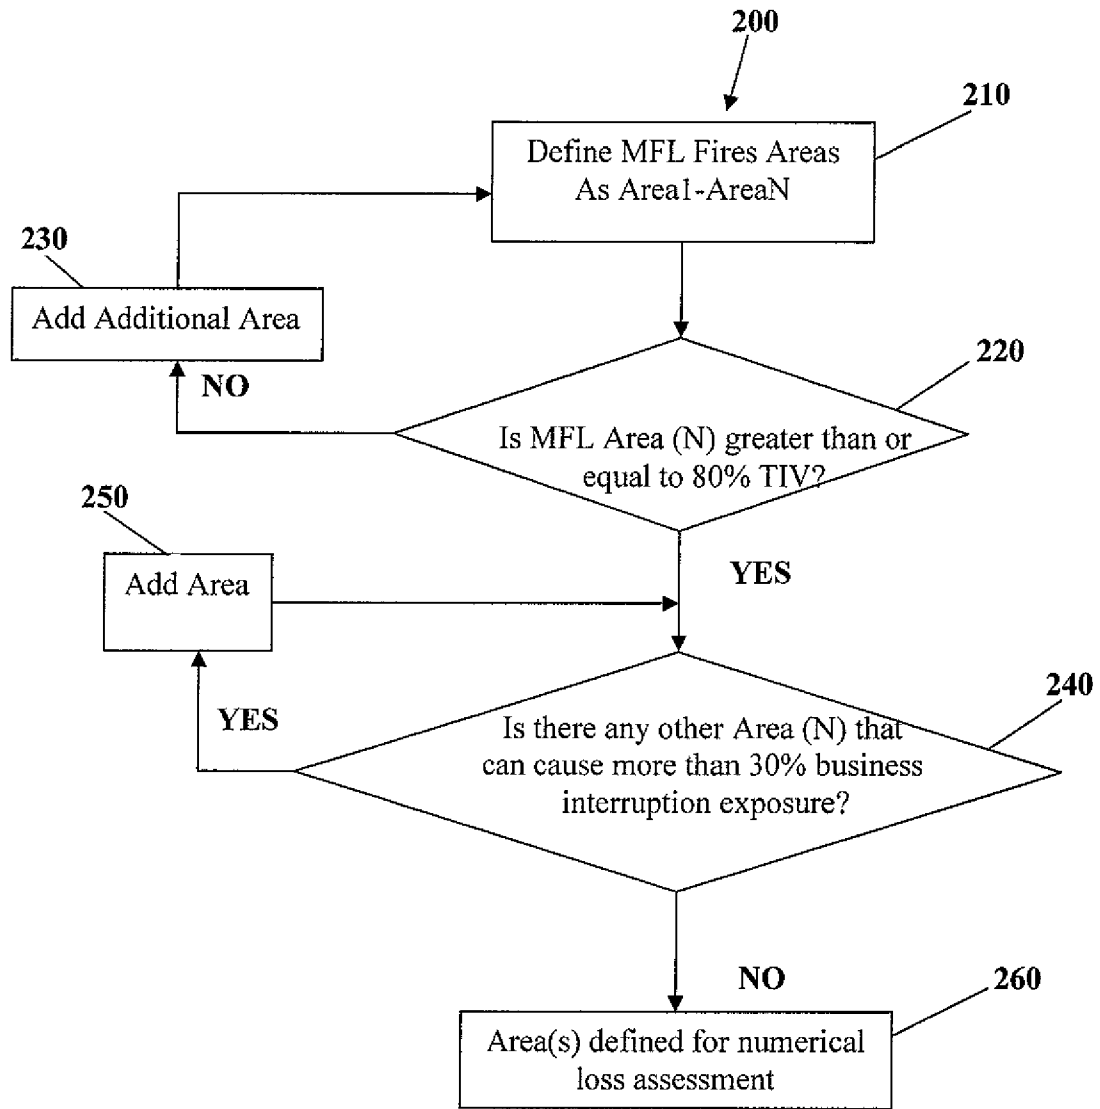 200
210
Define MFL Fires Areas
As Area1-AreaN
230
Add Additional Area
NO
220
Is MFL Area (N) greater than or
equal to 80% TIV?
250
Add Area
YES
YES
240
Is there any other Area (N) that
can cause more than 30% business
interruption exposure?
NO
260
Area(s) defined for numerical
loss assessment